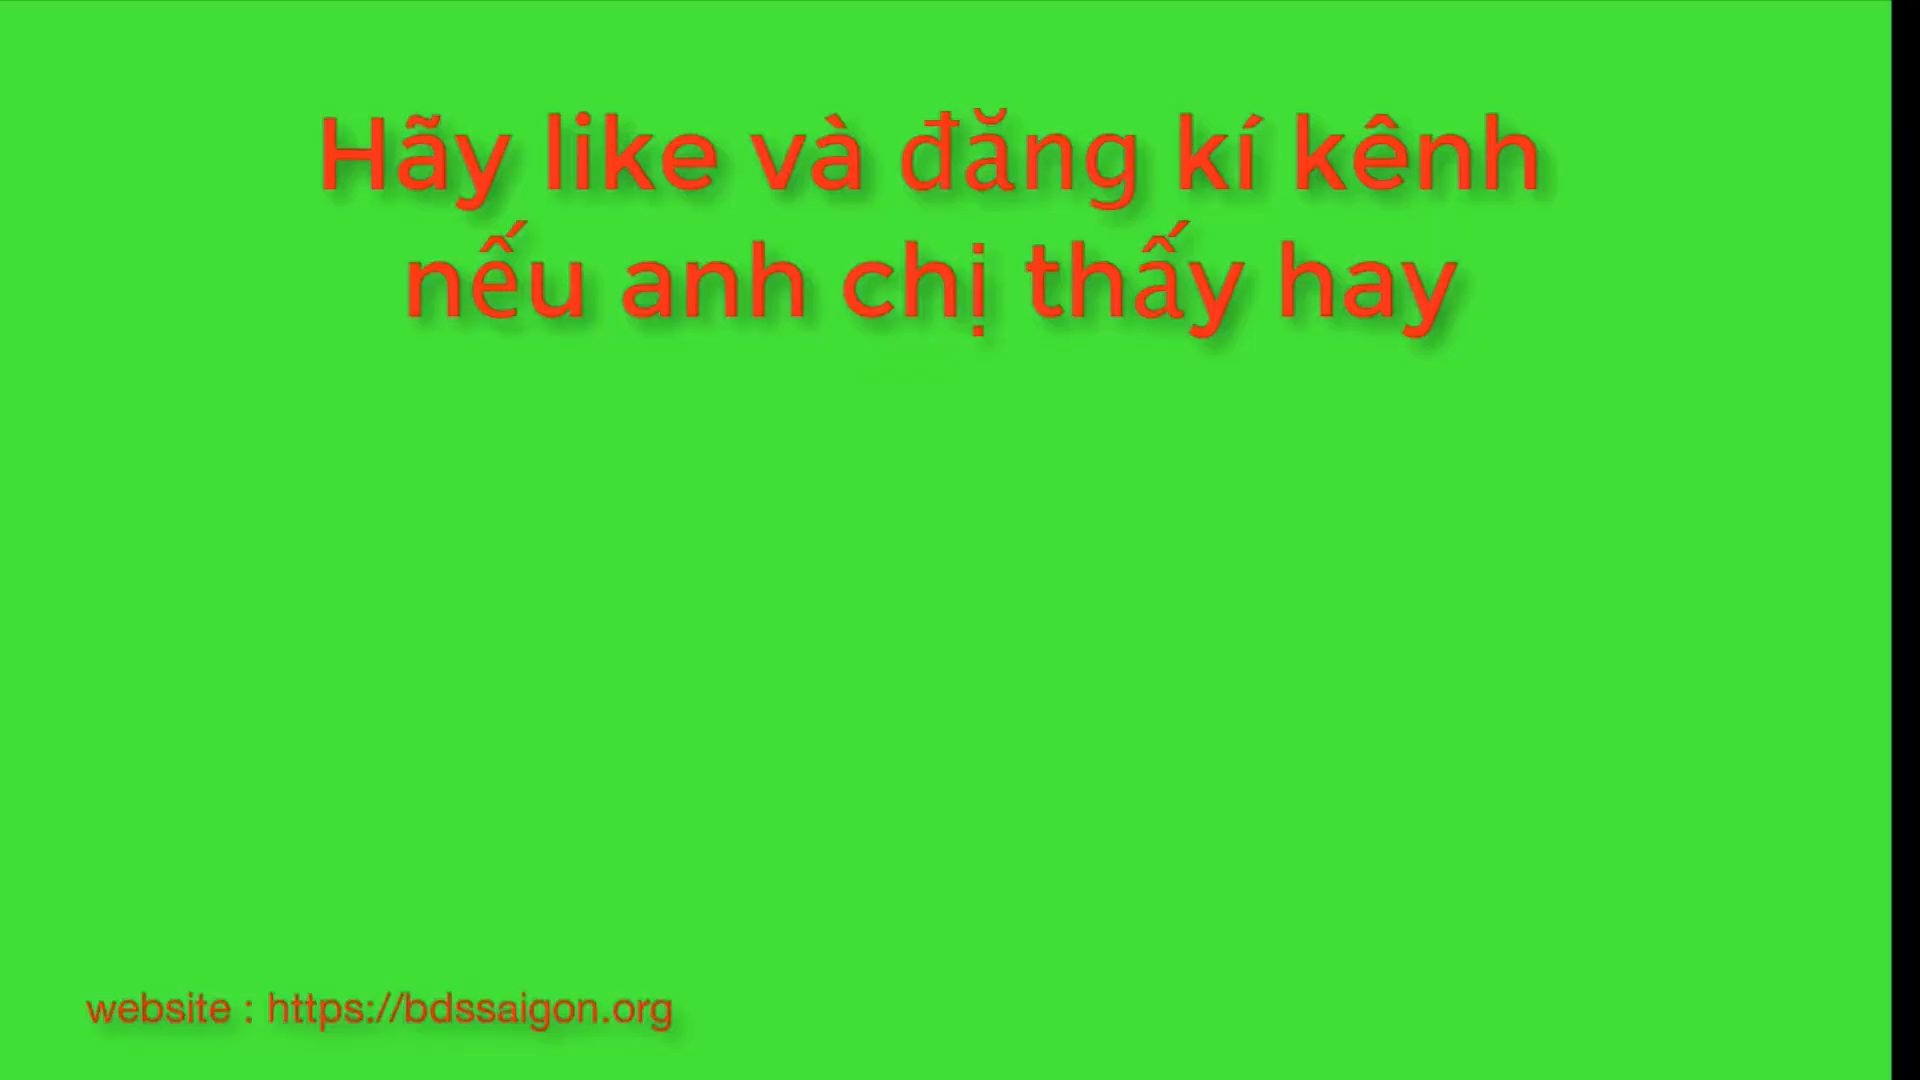 Hãy like và đăng kí kênh
nếu anh chị thấy hay
website : https://bdssaigon.org